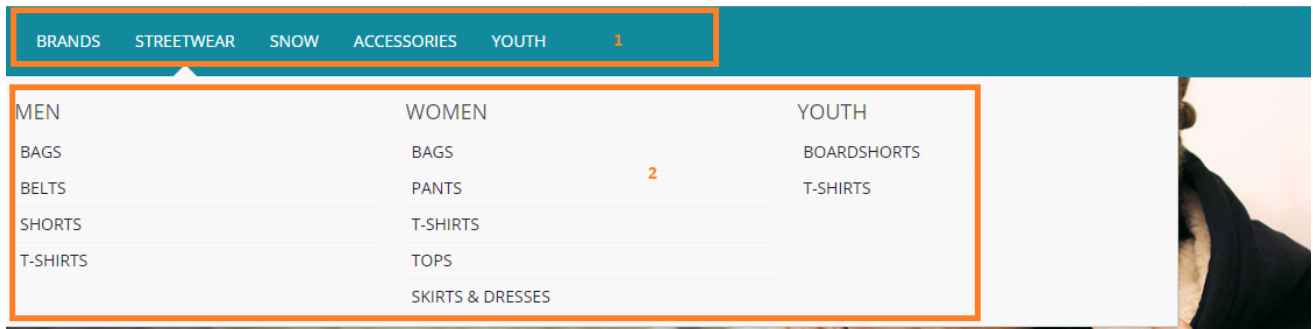 BRANDS STREETWEAR SNOW ACCESSORIES YOUTH 1
MEN WOMEN YOUTH
BAGS BAGS BOARDSHORTS
BELTS PANTS 2 T-SHIRTS
SHORTS T-SHIRTS
T-SHIRTS TOPS
SKIRTS & DRESSES